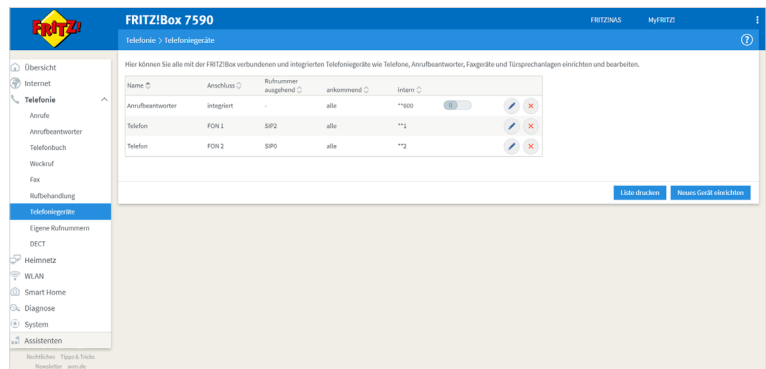 FRITZ!
FRITZ!Box 7590
FRITZ!NAS
MyFRITZ!
Telefonie > Telefoniegeräte
?
Hier können Sie alle mit der FRITZ!Box verbundenen und integrierten Telefoniegeräte wie Telefone, Anrufbeantworter, Faxgeräte und Türsprechanlagen einrichten und bearbeiten.
Name Anschluss Rufnummer ausgehend ankommend intern
Anrufbeantworter integriert - alle **600
Telefon FON 1 SIP2 alle **1
Telefon FON 2 SIP0 alle **2
Liste drucken Neues Gerät einrichten
Übersicht
Internet
Telefonie
Anrufe
Anrufbeantworter
Telefonbuch
Weckruf
Fax
Rufbehandlung
Telefoniegeräte
Eigene Rufnummern
DECT
Heimnetz
WLAN
Smart Home
Diagnose
System
Assistenten
Rechtliches Tipps & Tricks
Newsletter avm.de